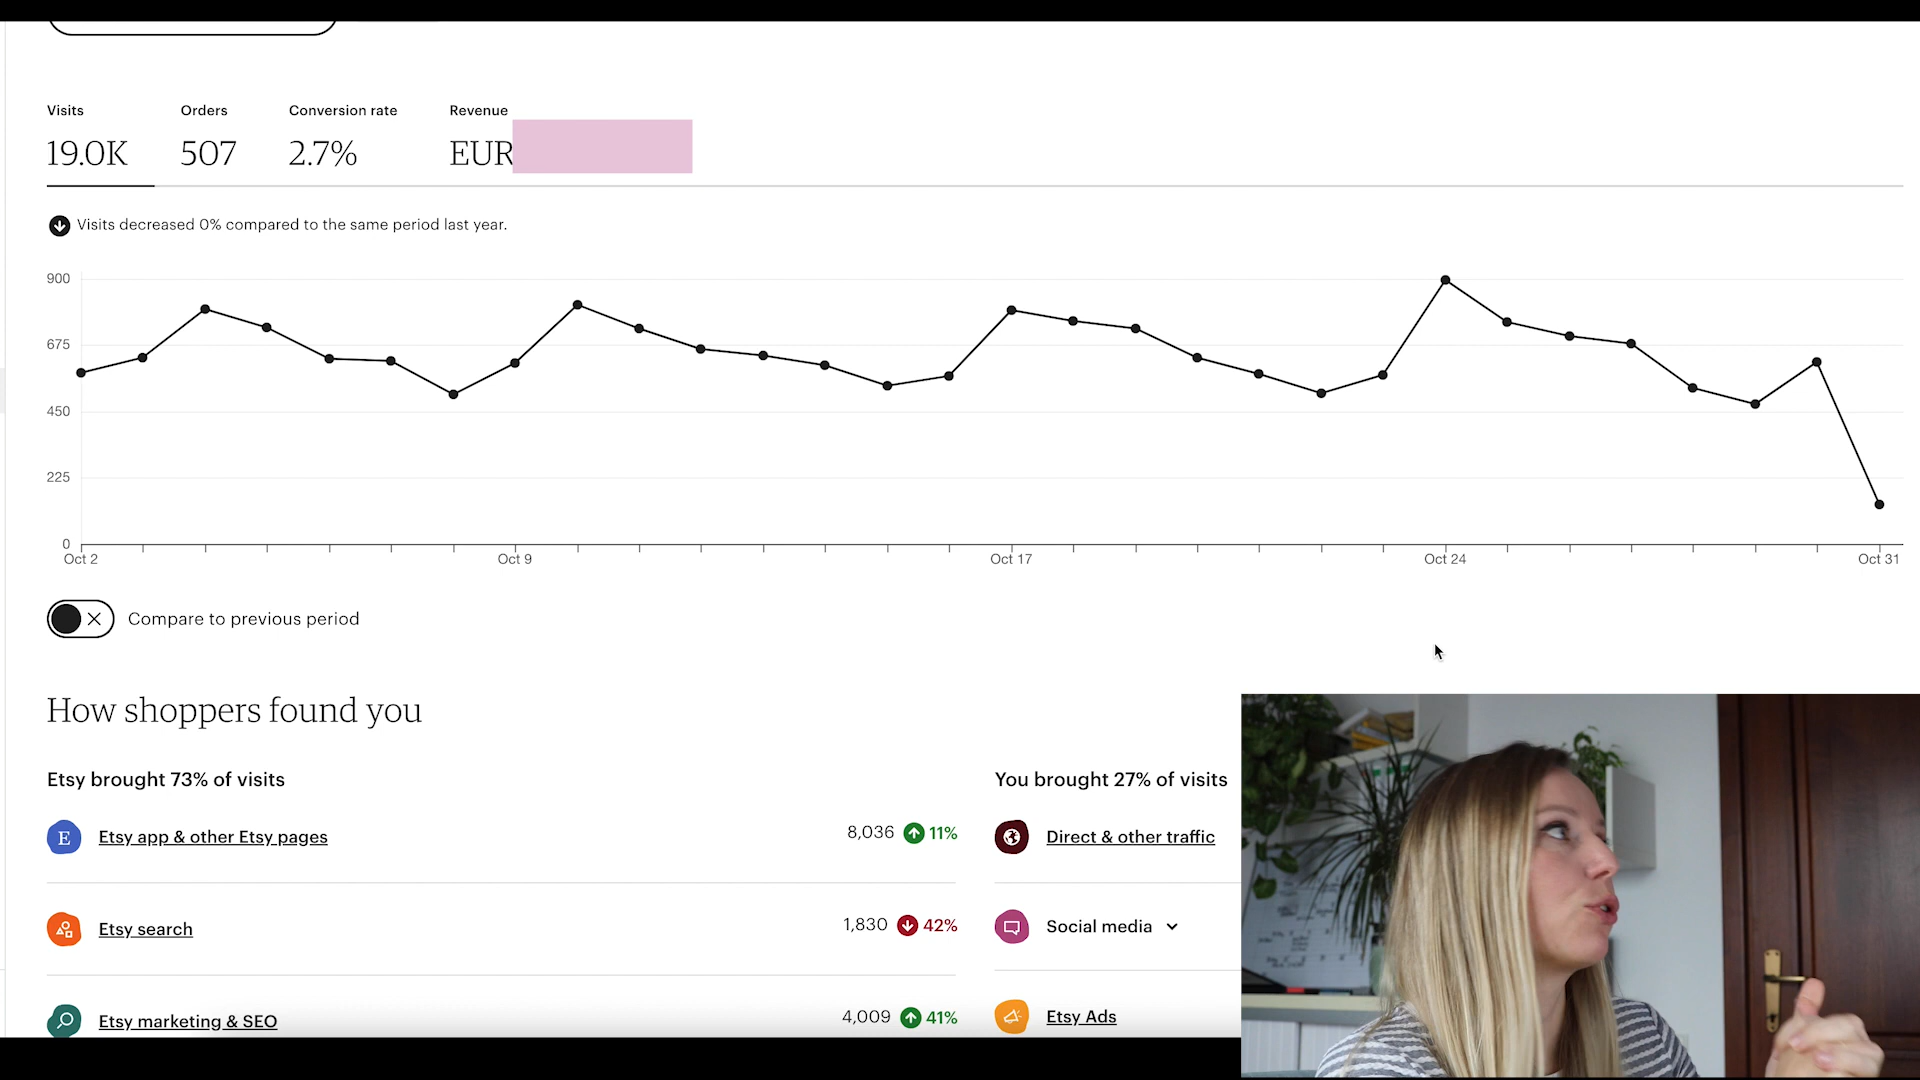 Visits Orders Conversion rate Revenue
19.0K 507 2.7% EUR
Visits decreased 0% compared to the same period last year.
900
675
450
225
0
Oct 2 Oct 9 Oct 17 Oct 24 Oct 31
Compare to previous period
How shoppers found you
Etsy brought 73% of visits
E Etsy app & other Etsy pages 8,036 11%
Etsy search 1,830 42%
Etsy marketing & SEO 4,009 41%
You brought 27% of visits
Direct & other traffic
Social media
Etsy Ads